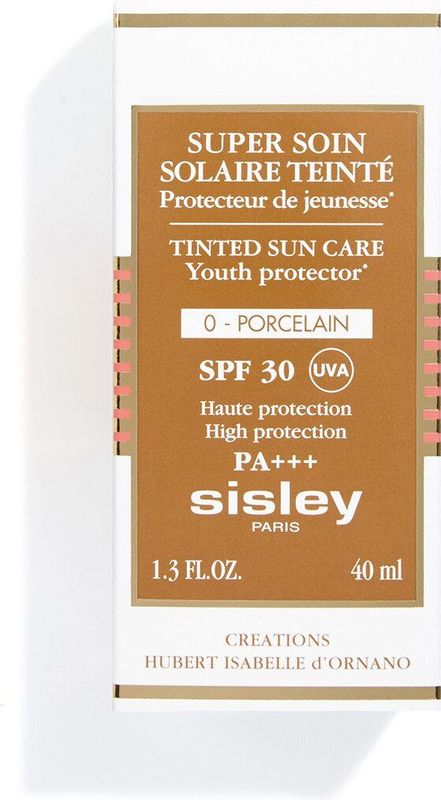 SUPER SOIN
SOLAIRE TEINTÉ
Protecteur de jeunesse*
TINTED SUN CARE
Youth protector*
0 - PORCELAIN
SPF 30 UVA
Haute protection
High protection
PA+++
sisley
PARIS
1.3 FL.OZ. 40 ml
CREATIONS
HUBERT ISABELLE d'ORNANO